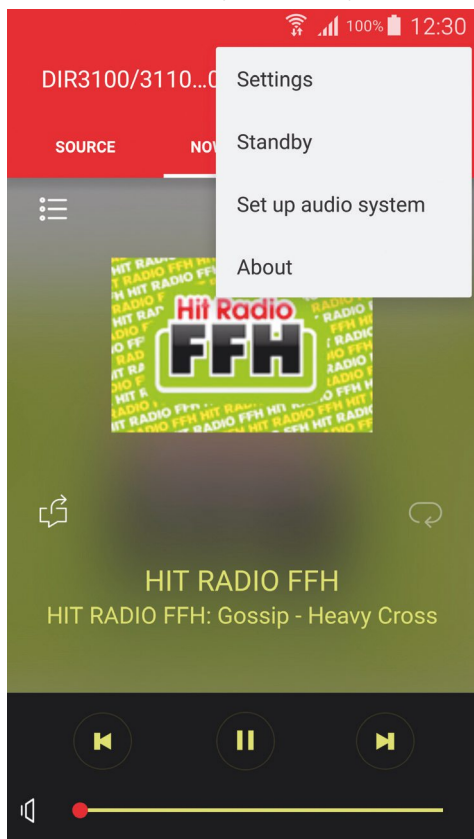 100% 12:30
DIR3100/3110...0
Settings
Standby
SOURCE
NOW
Set up audio system
About
Hit Radio
FFH
HIT RADIO FFH
HIT RADIO FFH: Gossip - Heavy Cross